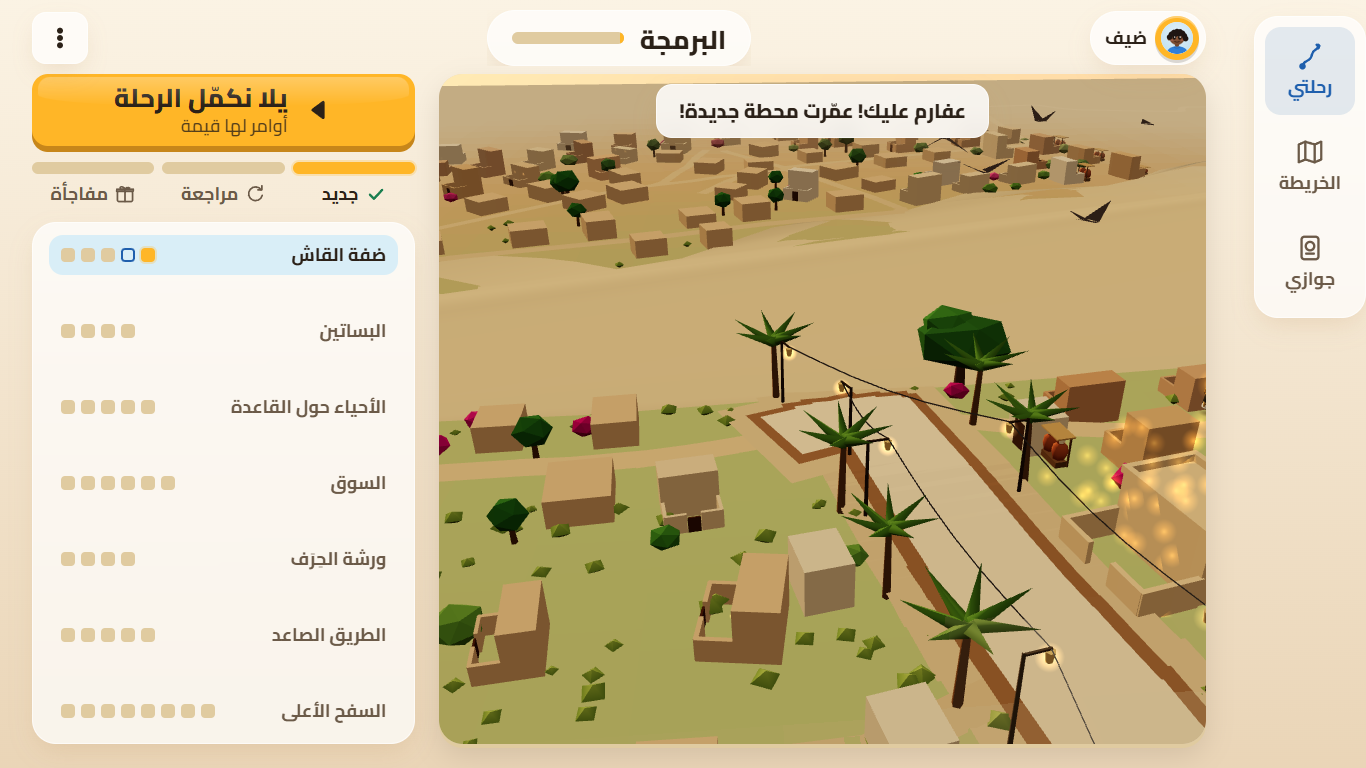 رحلتي
الخريطة
جوازي
ضيف
البرمجة
عفارم عليك! عمّرت محطة جديدة!
يلا نكمّل الرحلة
أوامر لها قيمة
جديد
مراجعة
مفاجأة
ضفة القاش
البساتين
الأحياء حول القاعدة
السوق
ورشة الحِرَف
الطريق الصاعد
السفح الأعلى